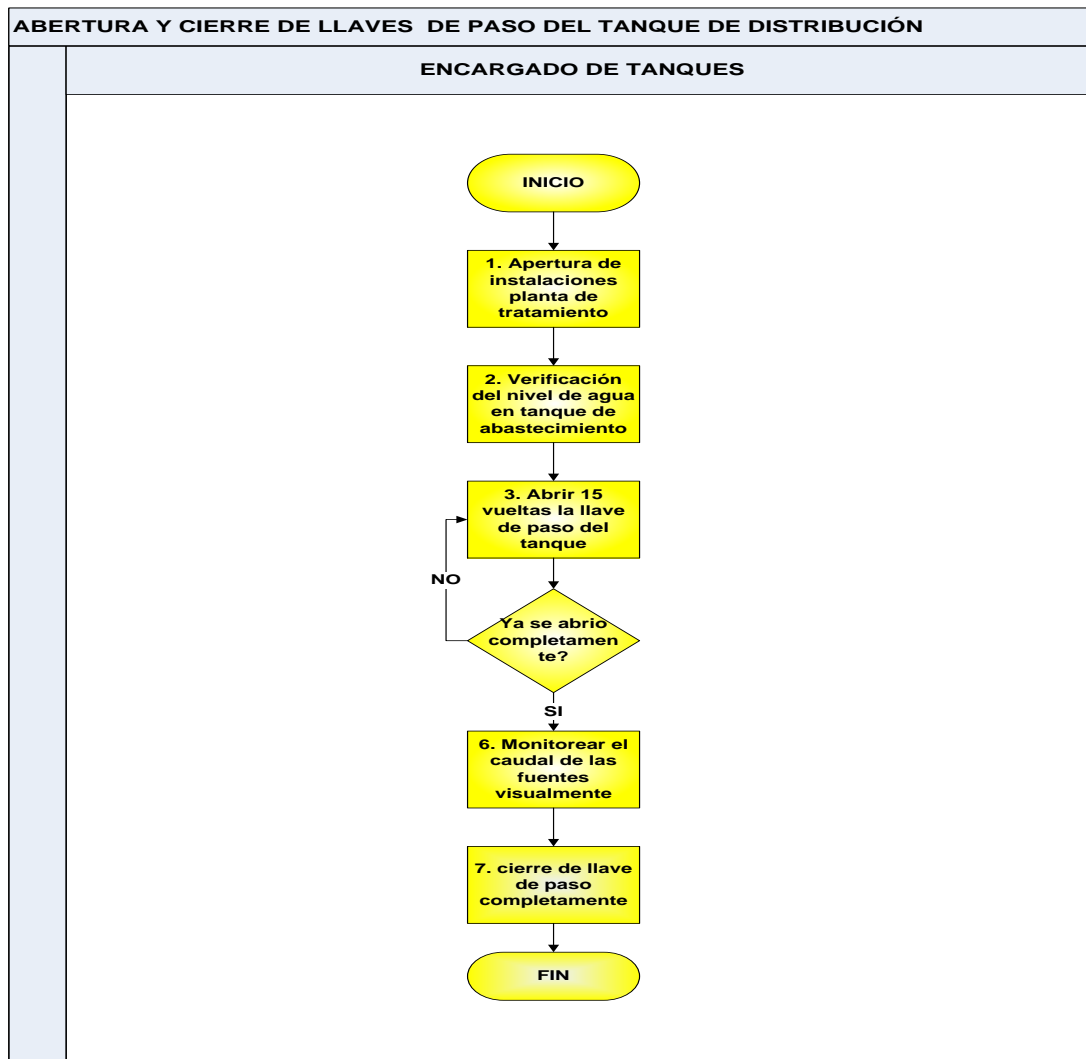 ABERTURA Y CIERRE DE LLAVES DE PASO DEL TANQUE DE DISTRIBUCIÓN
ENCARGADO DE TANQUES
INICIO
1. Apertura de
instalaciones
planta de
tratamiento
2. Verificación
del nivel de agua
en tanque de
abastecimiento
3. Abrir 15
vueltas la llave
de paso del
tanque
NO
Ya se abrio
completamen
te?
SI
6. Monitorear el
caudal de las
fuentes
visualmente
7. cierre de llave
de paso
completamente
FIN